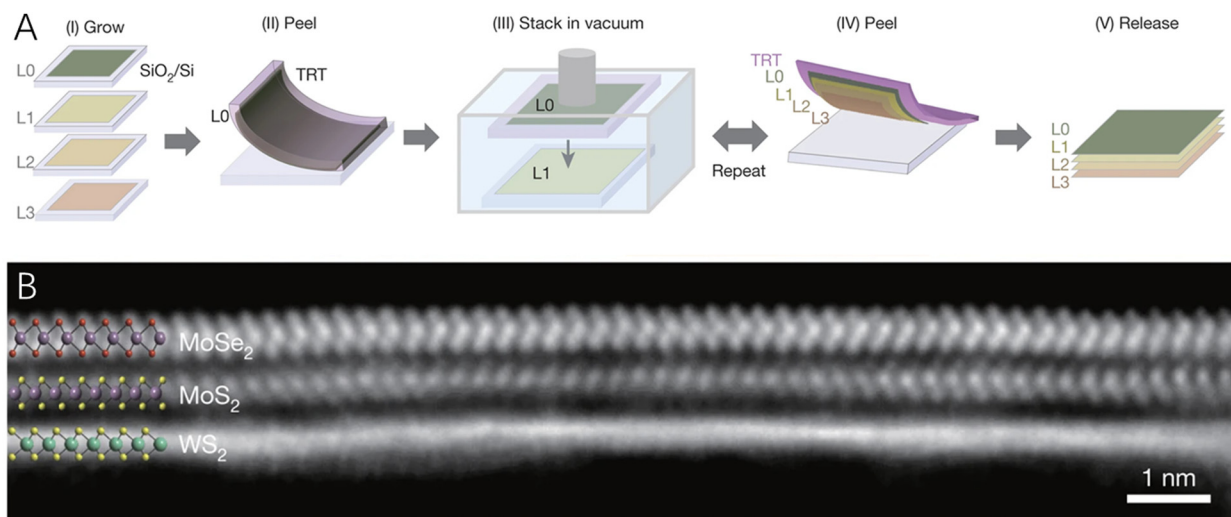 A
(I) Grow
(II) Peel
(III) Stack in vacuum
(IV) Peel
(V) Release
L0
SiO₂/Si
L1
L2
L3
TRT
L0
L0
L1
Repeat
TRT
L0
L1
L2
L3
L0
L1
L2
L3
B
MoSe₂
MoS₂
WS₂
1 nm